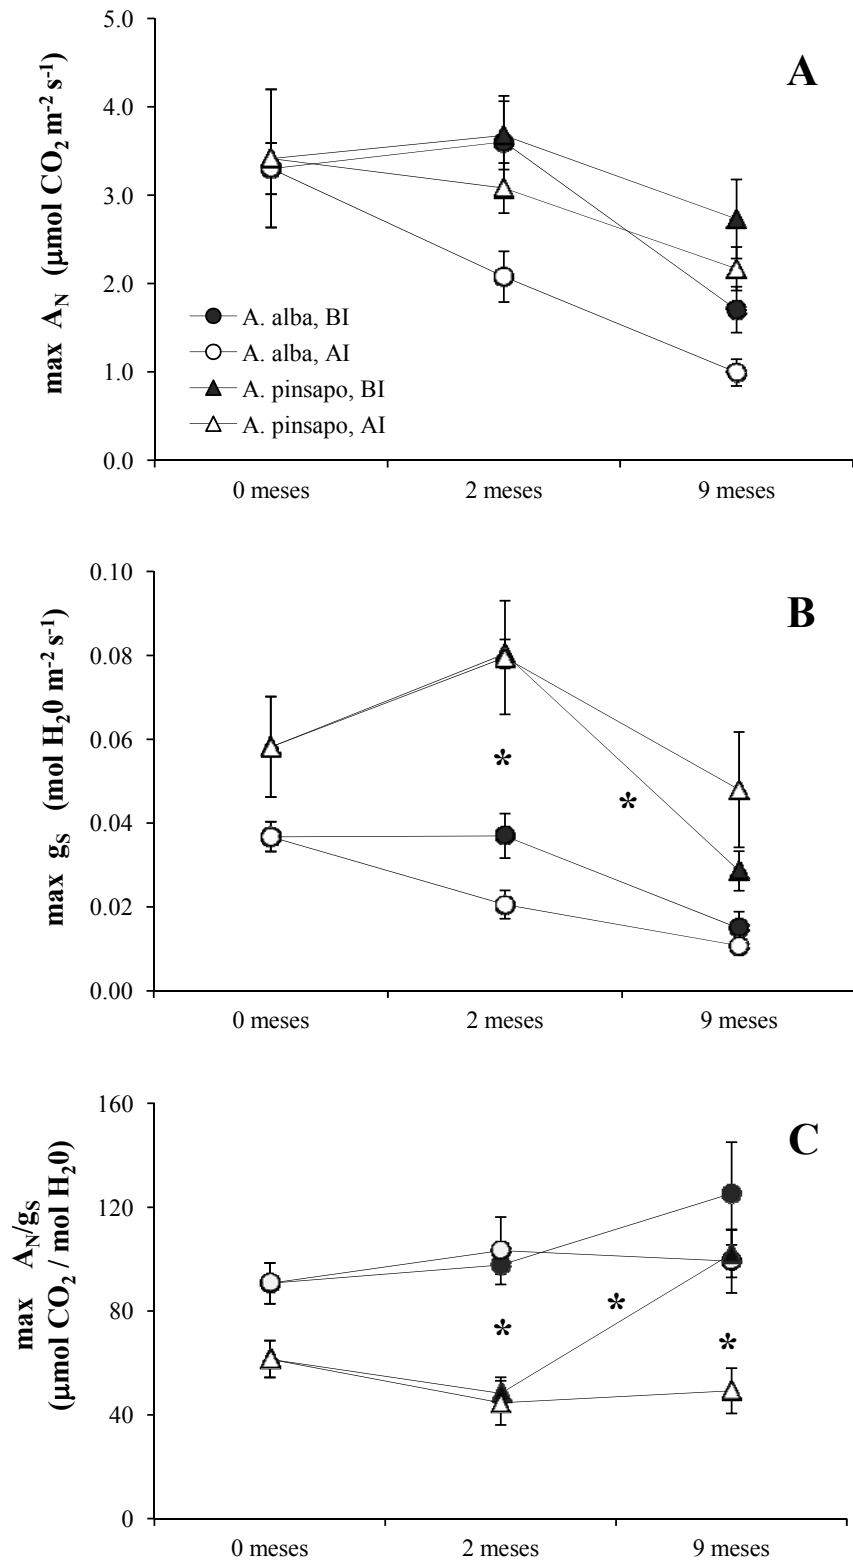 5.0
A
4.0
3.0
2.0
1.0
0.0
max A_N (μmol CO₂ m⁻² s⁻¹)
A. alba, BI
A. alba, AI
A. pinsapo, BI
A. pinsapo, AI
0 meses 2 meses 9 meses
0.10
B
0.08
0.06
0.04
0.02
0.00
max g_S (mol H₂0 m⁻² s⁻¹)
*
*
0 meses 2 meses 9 meses
160
C
120
80
40
0
max A_N/g_S
(μmol CO₂ / mol H₂0)
*
*
*
0 meses 2 meses 9 meses